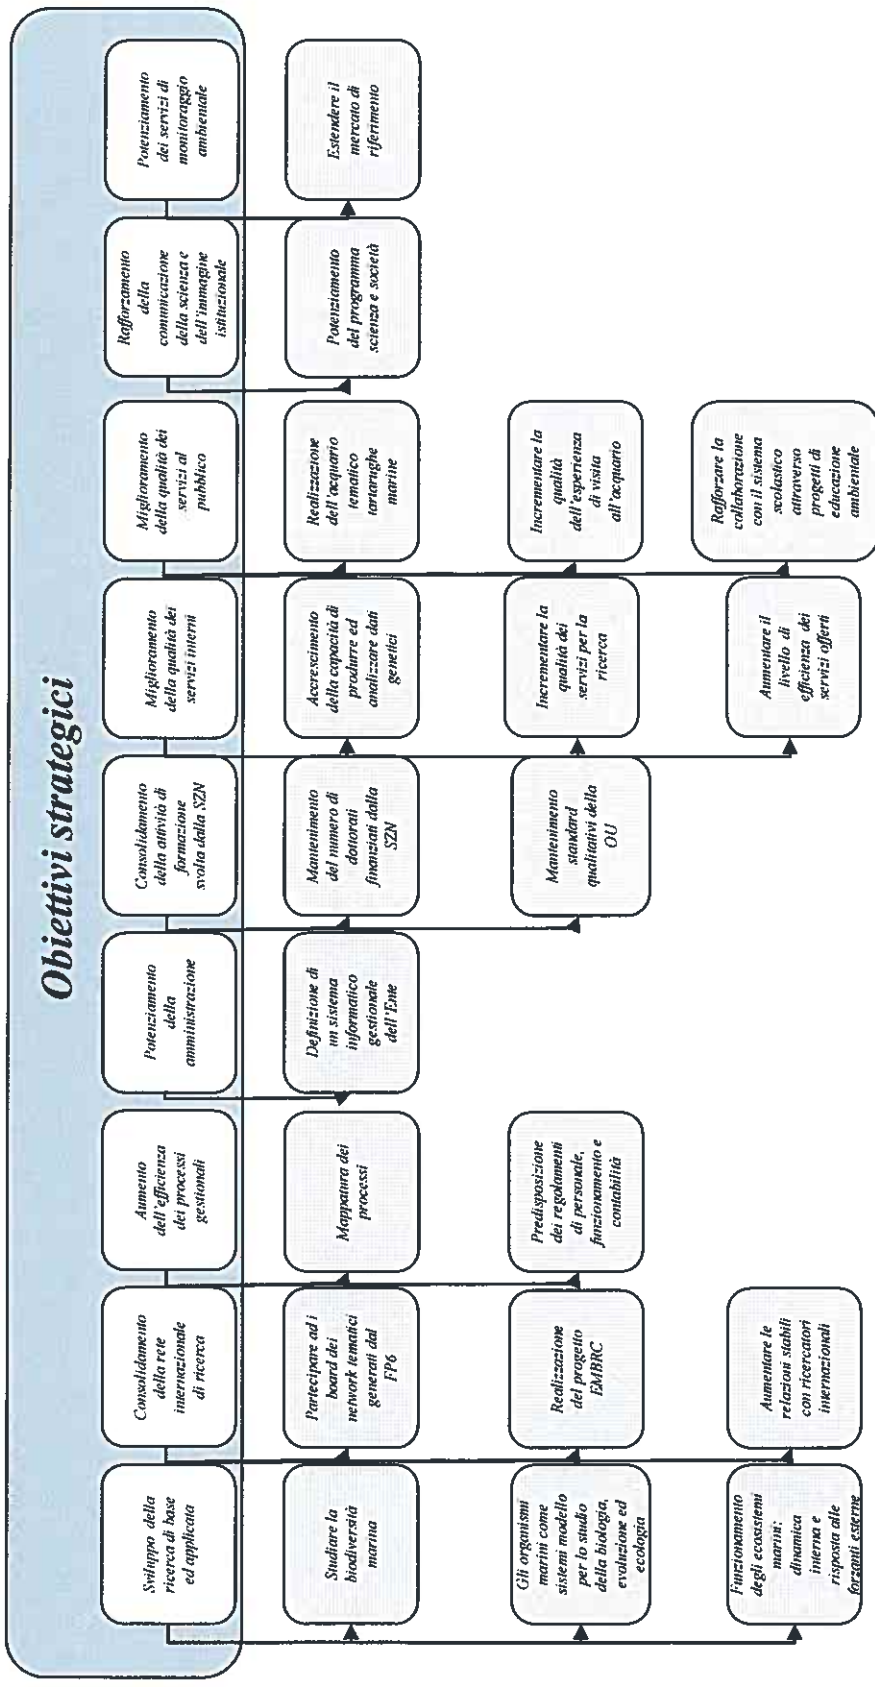 Obiettivi strategici
Sviluppo della
ricerca di base
ed applicata
Consolidamento
della rete
internazionale
di ricerca
Aumento
dell'efficienza
dei processi
gestionali
Potenziamento
della
amministrazione
Consolidamento
della attività di
formazione
svolta dalla SZN
Miglioramento
della qualità dei
servizi interni
Miglioramento
della qualità dei
servizi al
pubblico
Rafforzamento
della
comunicazione
della scienza e
dell'immagine
istituzionale
Potenziamento
dei servizi di
monitoraggio
ambientale
Studiare la
biodiversità
marina
Partecipare ad i
board dei
network tematici
generati dal
FP6
Mappatura dei
processi
Definizione di
un sistema
informatico
gestionale
dell'Ente
Mantenimento
del numero di
dottorati
finanziati dalla
SZN
Accrescimento
della capacità di
produrre ed
analizzare dati
genetici
Realizzazione
dell'acquario
tematico
tartarughe
marine
Potenziamento
del programma
scienza e società
Estendere il
mercato di
riferimento
Gli organismi
marini come
sistemi modello
per lo studio
della biologia,
evoluzione ed
ecologia
Realizzazione
del progetto
EMBRC
Predisposizione
dei regolamenti
di personale,
funzionamento e
contabilità
Mantenimento
standard
qualitativi della
OU
Incrementare la
qualità dei
servizi per la
ricerca
Incrementare la
qualità
dell'esperienza
di visita
all'acquario
Funzionamento
degli ecosistemi
marini:
dinamica
interna e
risposta alle
forzanti esterne
Aumentare le
relazioni stabili
con ricercatori
internazionali
Aumentare il
livello di
efficienza dei
servizi offerti
Rafforzare la
collaborazione
con il sistema
scolastico
attraverso
progetti di
educazione
ambientale